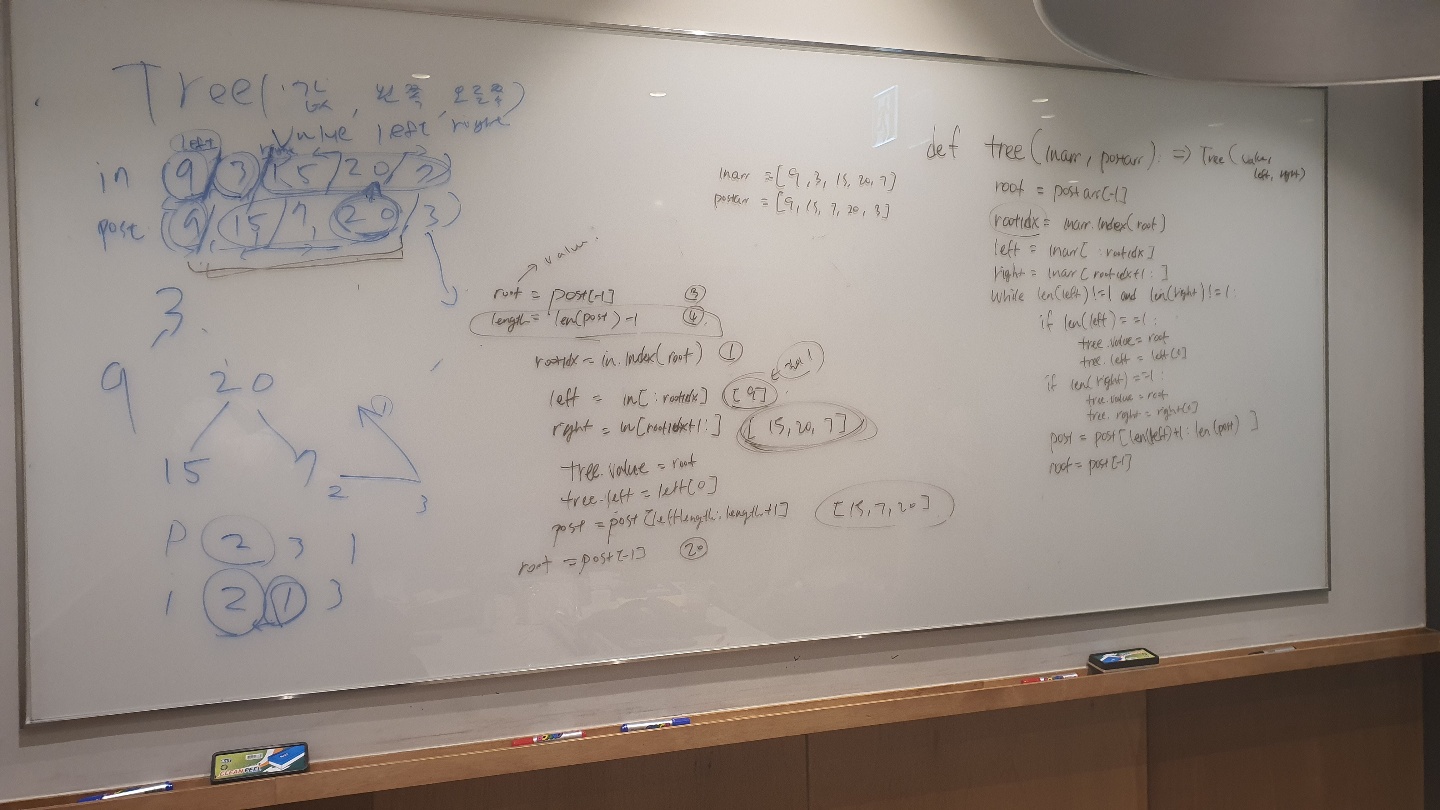 Tree(값, 왼쪽, 오른쪽)
value left right
left
in (9/3/15/20/7)
post (9, 15/7, 20, 3)
3
9 20
15 7
1
2 3
P 2 3 1
i 2 1 3
inarr = [9, 3, 15, 20, 7]
postarr = [9, 15, 7, 20, 3]
value
root = post[-1] ③
length = len(post)-1 ④
rootidx = in.index(root) ①
left = in[:rootidx] [9]
right = in[rootidx+1:] [15, 20, 7]
tree.value = root
tree.left = left[0]
post = post[leftlength:length+1] [15, 7, 20]
root = post[-1] 20
def tree(inarr, postarr): => Tree(value, left, right)
root = postarr[-1]
rootidx = inarr.index(root)
left = inarr[:rootidx]
right = inarr[rootidx+1:]
while len(left)!=1 and len(right)!=1:
if len(left)==1:
tree.value = root
tree.left = left[0]
if len(right)==1:
tree.value = root
tree.right = right[0]
post = post[len(left)+1:len(post)]
root = post[-1]